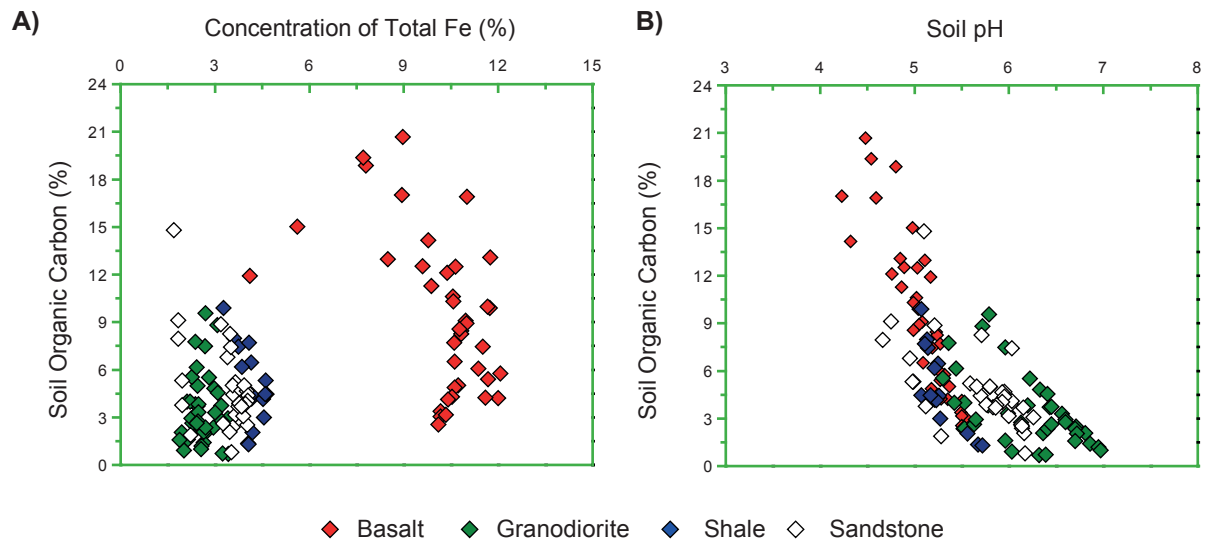 A)
Concentration of Total Fe (%)
0 3 6 9 12 15
24
21
18
15
12
9
6
3
0
Soil Organic Carbon (%)
B)
Soil pH
3 4 5 6 7 8
24
21
18
15
12
9
6
3
0
Soil Organic Carbon (%)
Basalt Granodiorite Shale Sandstone